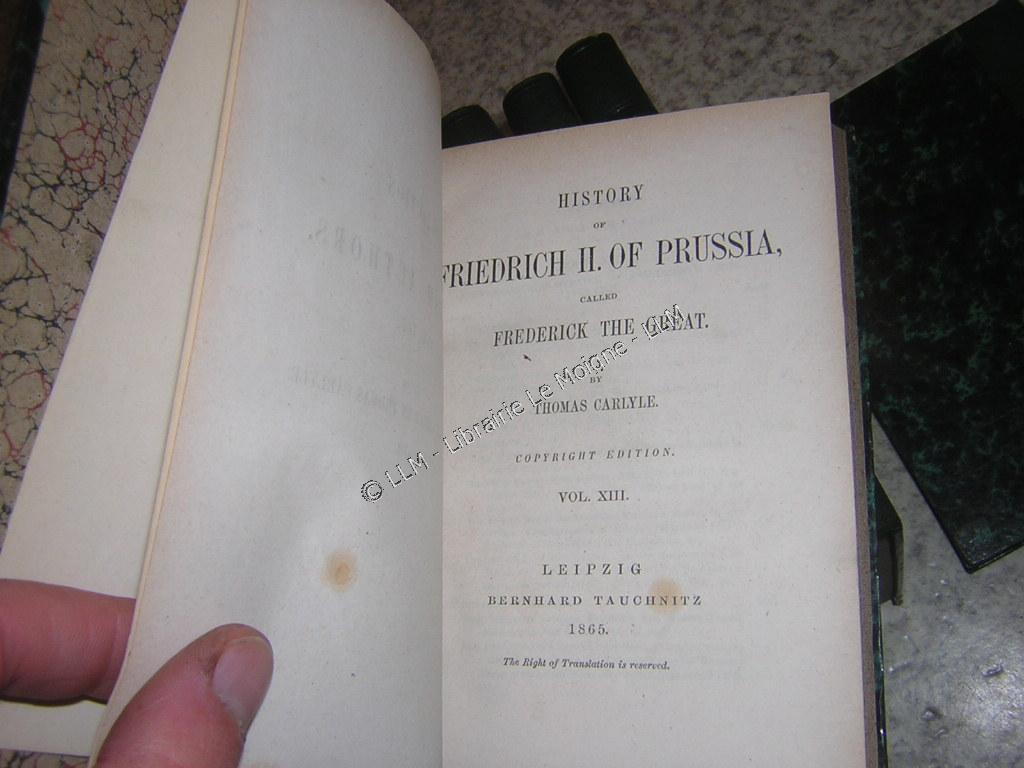 HISTORY
OF
FRIEDRICH II. OF PRUSSIA,
CALLED
FREDERICK THE GREAT.
BY
THOMAS CARLYLE.
COPYRIGHT EDITION.
VOL. XIII.
LEIPZIG
BERNHARD TAUCHNITZ
1865.
The Right of Translation is reserved.
© LLM - Librairie Le Moigne - LLM